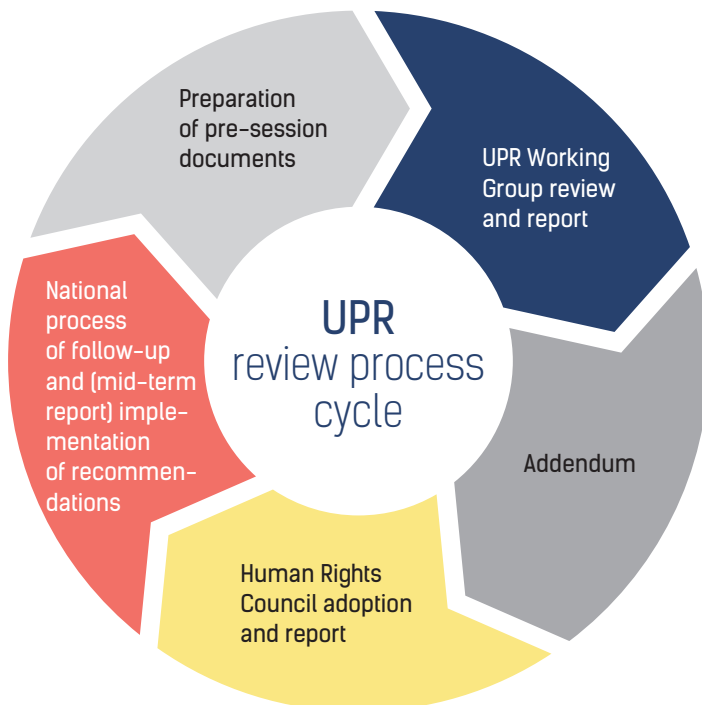 Preparation
of pre-session
documents
UPR Working
Group review
and report
Addendum
Human Rights
Council adoption
and report
National
process
of follow-up
and (mid-term
report) imple-
mentation
of recommen-
dations
UPR
review process
cycle